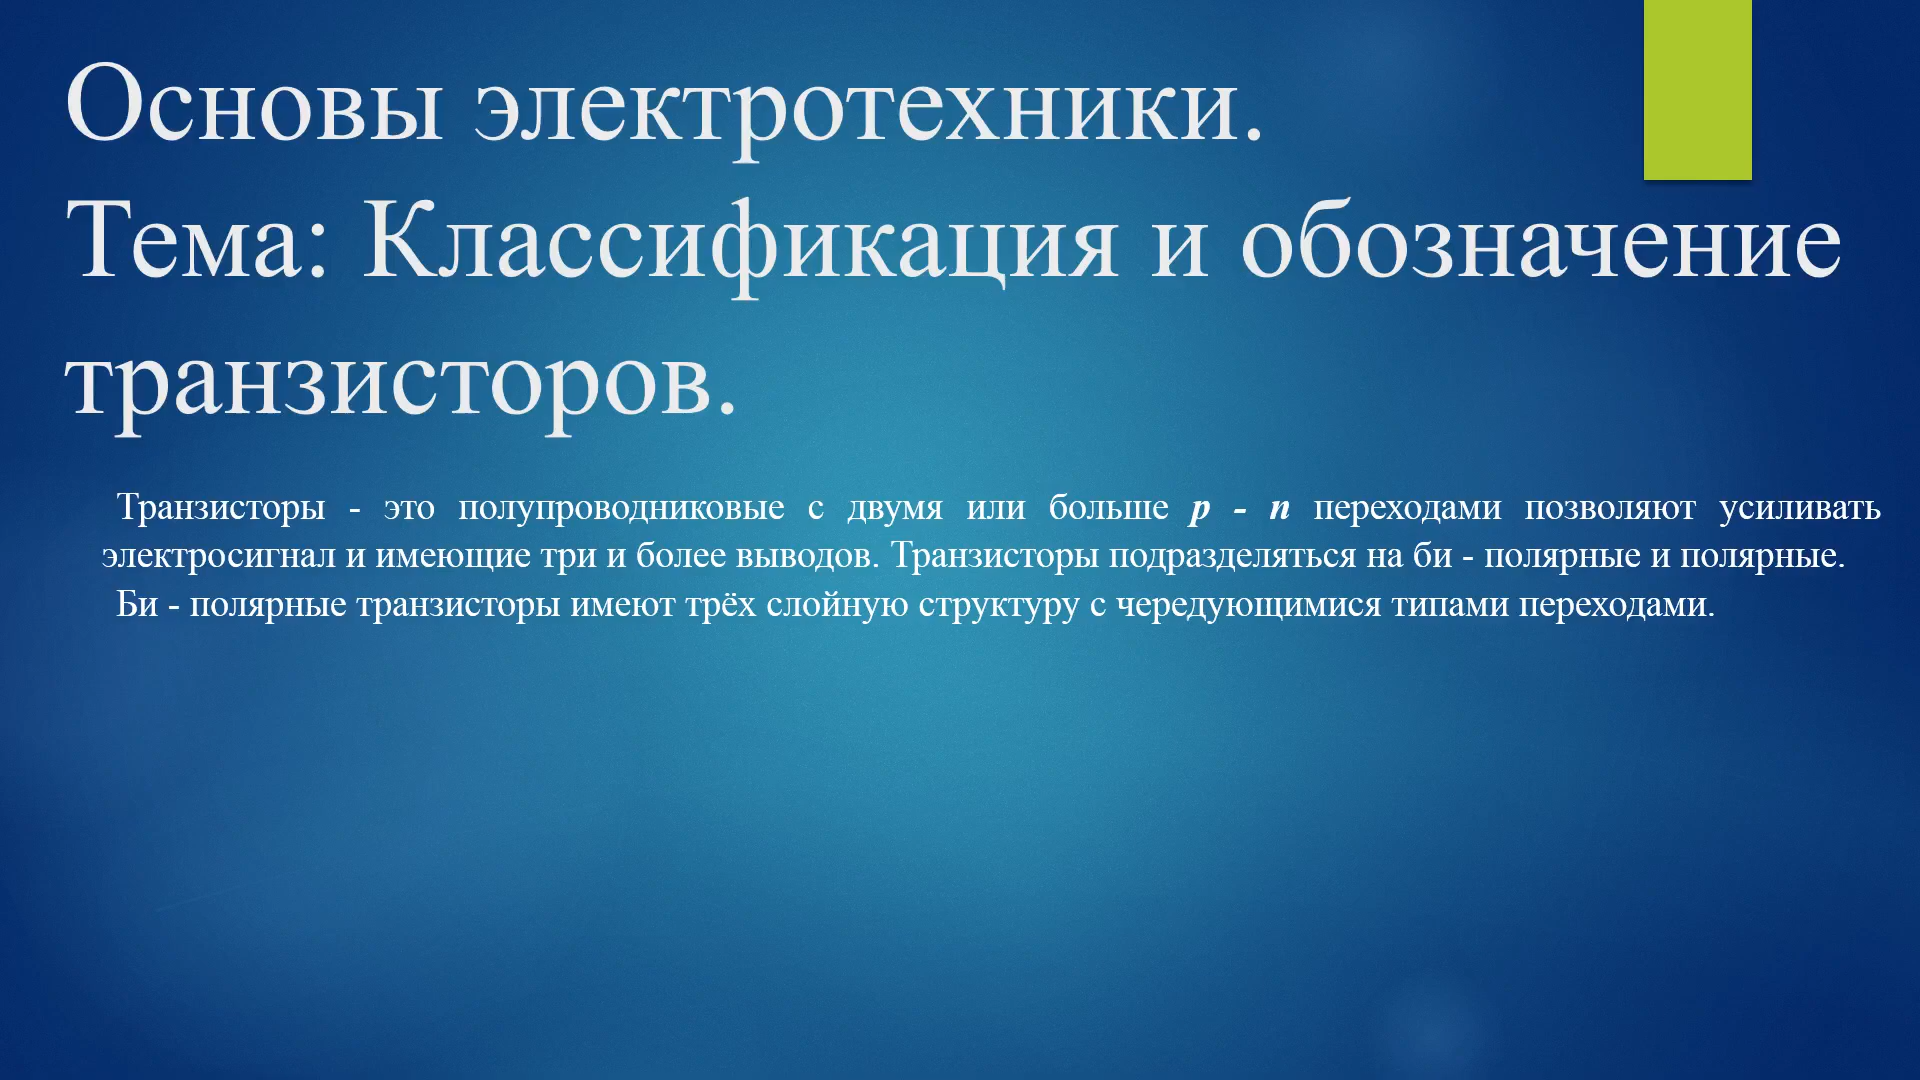 Основы электротехники.
Тема: Классификация и обозначение
транзисторов.
Транзисторы - это полупроводниковые с двумя или больше p - n переходами позволяют усиливать
электросигнал и имеющие три и более выводов. Транзисторы подразделяться на би - полярные и полярные.
Би - полярные транзисторы имеют трёх слойную структуру с чередующимися типами переходами.